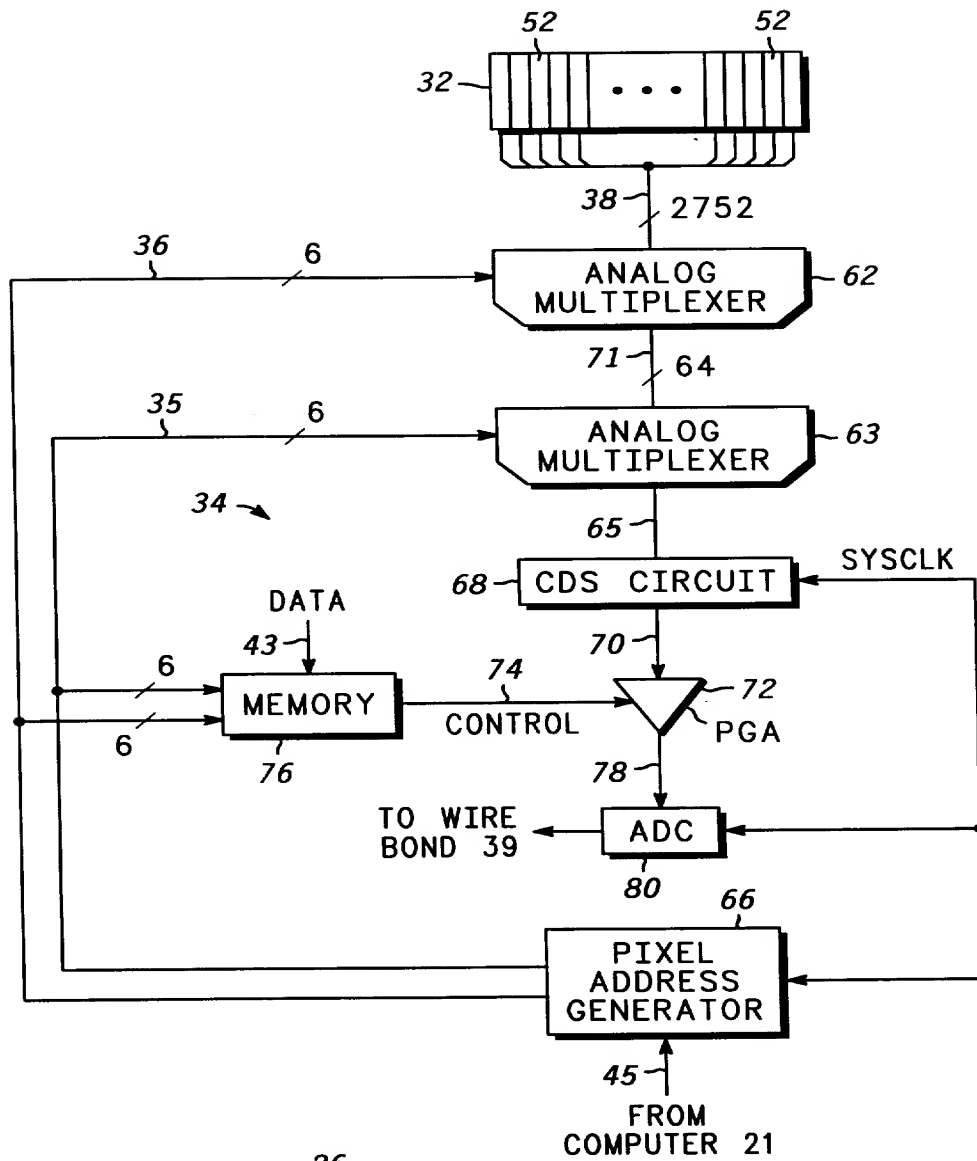 52 52
32
38 2752
36 6
ANALOG
MULTIPLEXER
62
71 64
35 6
ANALOG
MULTIPLEXER
63
34
65
SYSCLK
68 CDS CIRCUIT
DATA
43
70
6
MEMORY
74
CONTROL
72
PGA
6
76
78
TO WIRE
BOND 39
ADC
80
66
PIXEL
ADDRESS
GENERATOR
45
FROM
COMPUTER 21